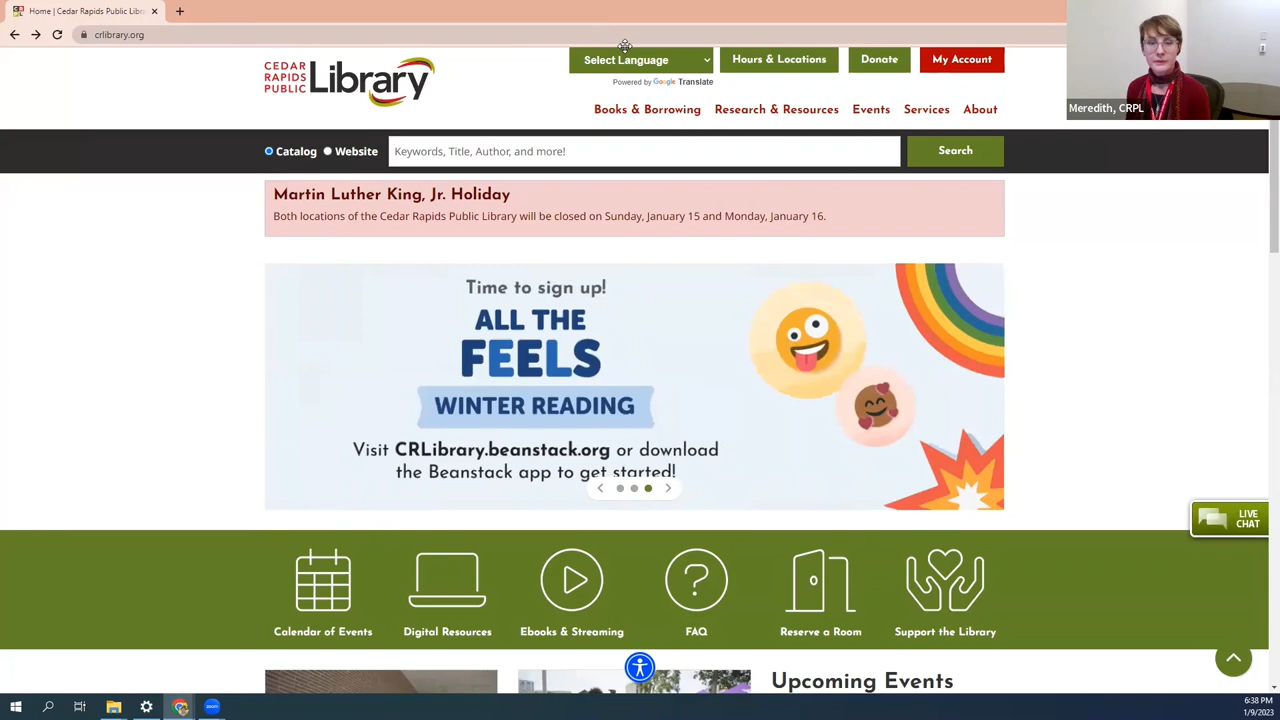 Home | Cedar Rapids Public Libr
crlibrary.org
CEDAR RAPIDS PUBLIC Library
Select Language
Hours & Locations
Donate
My Account
Powered by Google Translate
Meredith, CRPL
Books & Borrowing
Research & Resources
Events
Services
About
Catalog
Website
Keywords, Title, Author, and more!
Search
Martin Luther King, Jr. Holiday
Both locations of the Cedar Rapids Public Library will be closed on Sunday, January 15 and Monday, January 16.
Time to sign up!
ALL THE
FEELS
WINTER READING
Visit CRLibrary.beanstack.org or download
the Beanstack app to get started!
LIVE
CHAT
Calendar of Events
Digital Resources
Ebooks & Streaming
FAQ
Reserve a Room
Support the Library
Upcoming Events
zoom
6:38 PM
1/9/2023